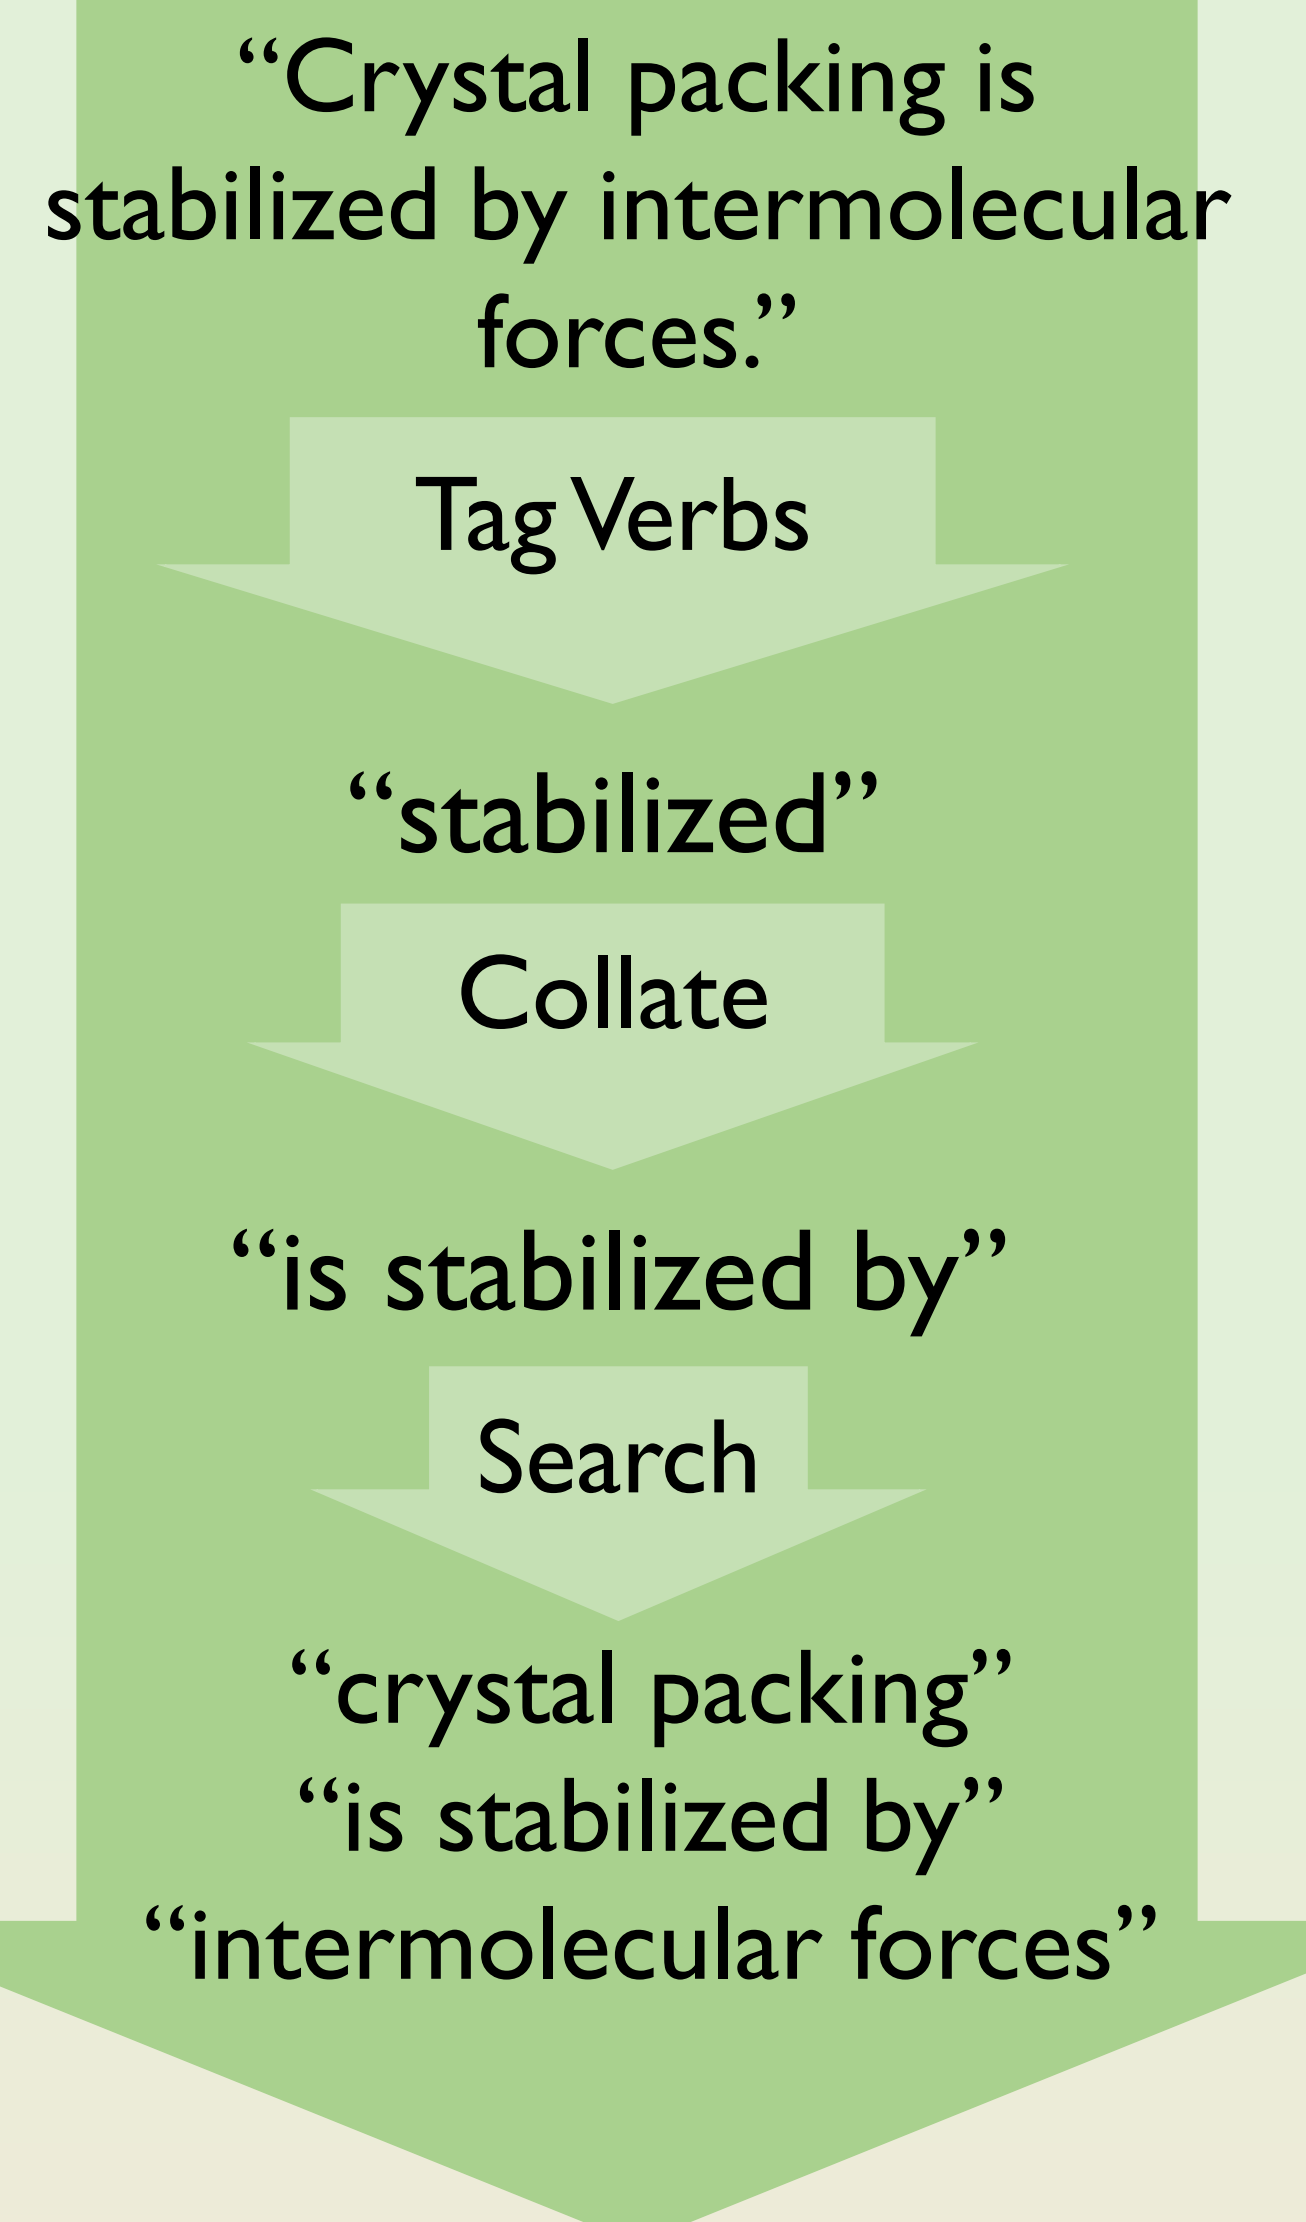 “Crystal packing is
stabilized by intermolecular
forces.”
Tag Verbs
“stabilized”
Collate
“is stabilized by”
Search
“crystal packing”
“is stabilized by”
“intermolecular forces”